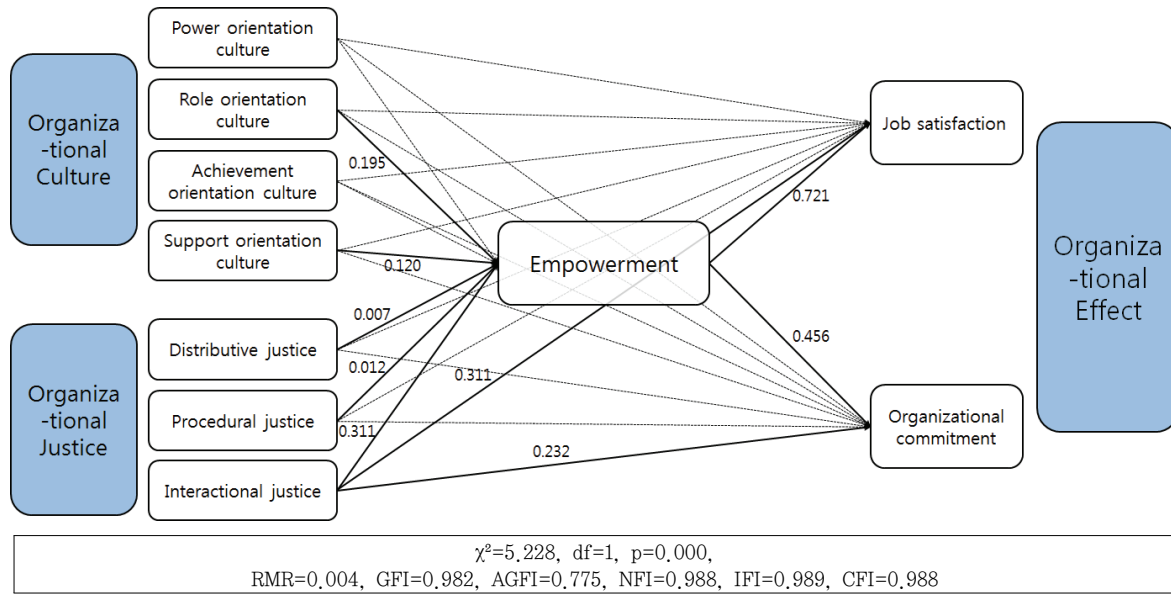 Organiza
-tional
Culture
Power orientation
culture
Role orientation
culture
Achievement
orientation culture
Support orientation
culture
Organiza
-tional
Justice
Distributive justice
Procedural justice
Interactional justice
0.195
0.120
0.007
0.012
0.311
Empowerment
0.721
0.456
0.311
0.232
Job satisfaction
Organizational
commitment
Organiza
-tional
Effect
χ²=5.228, df=1, p=0.000,
RMR=0.004, GFI=0.982, AGFI=0.775, NFI=0.988, IFI=0.989, CFI=0.988